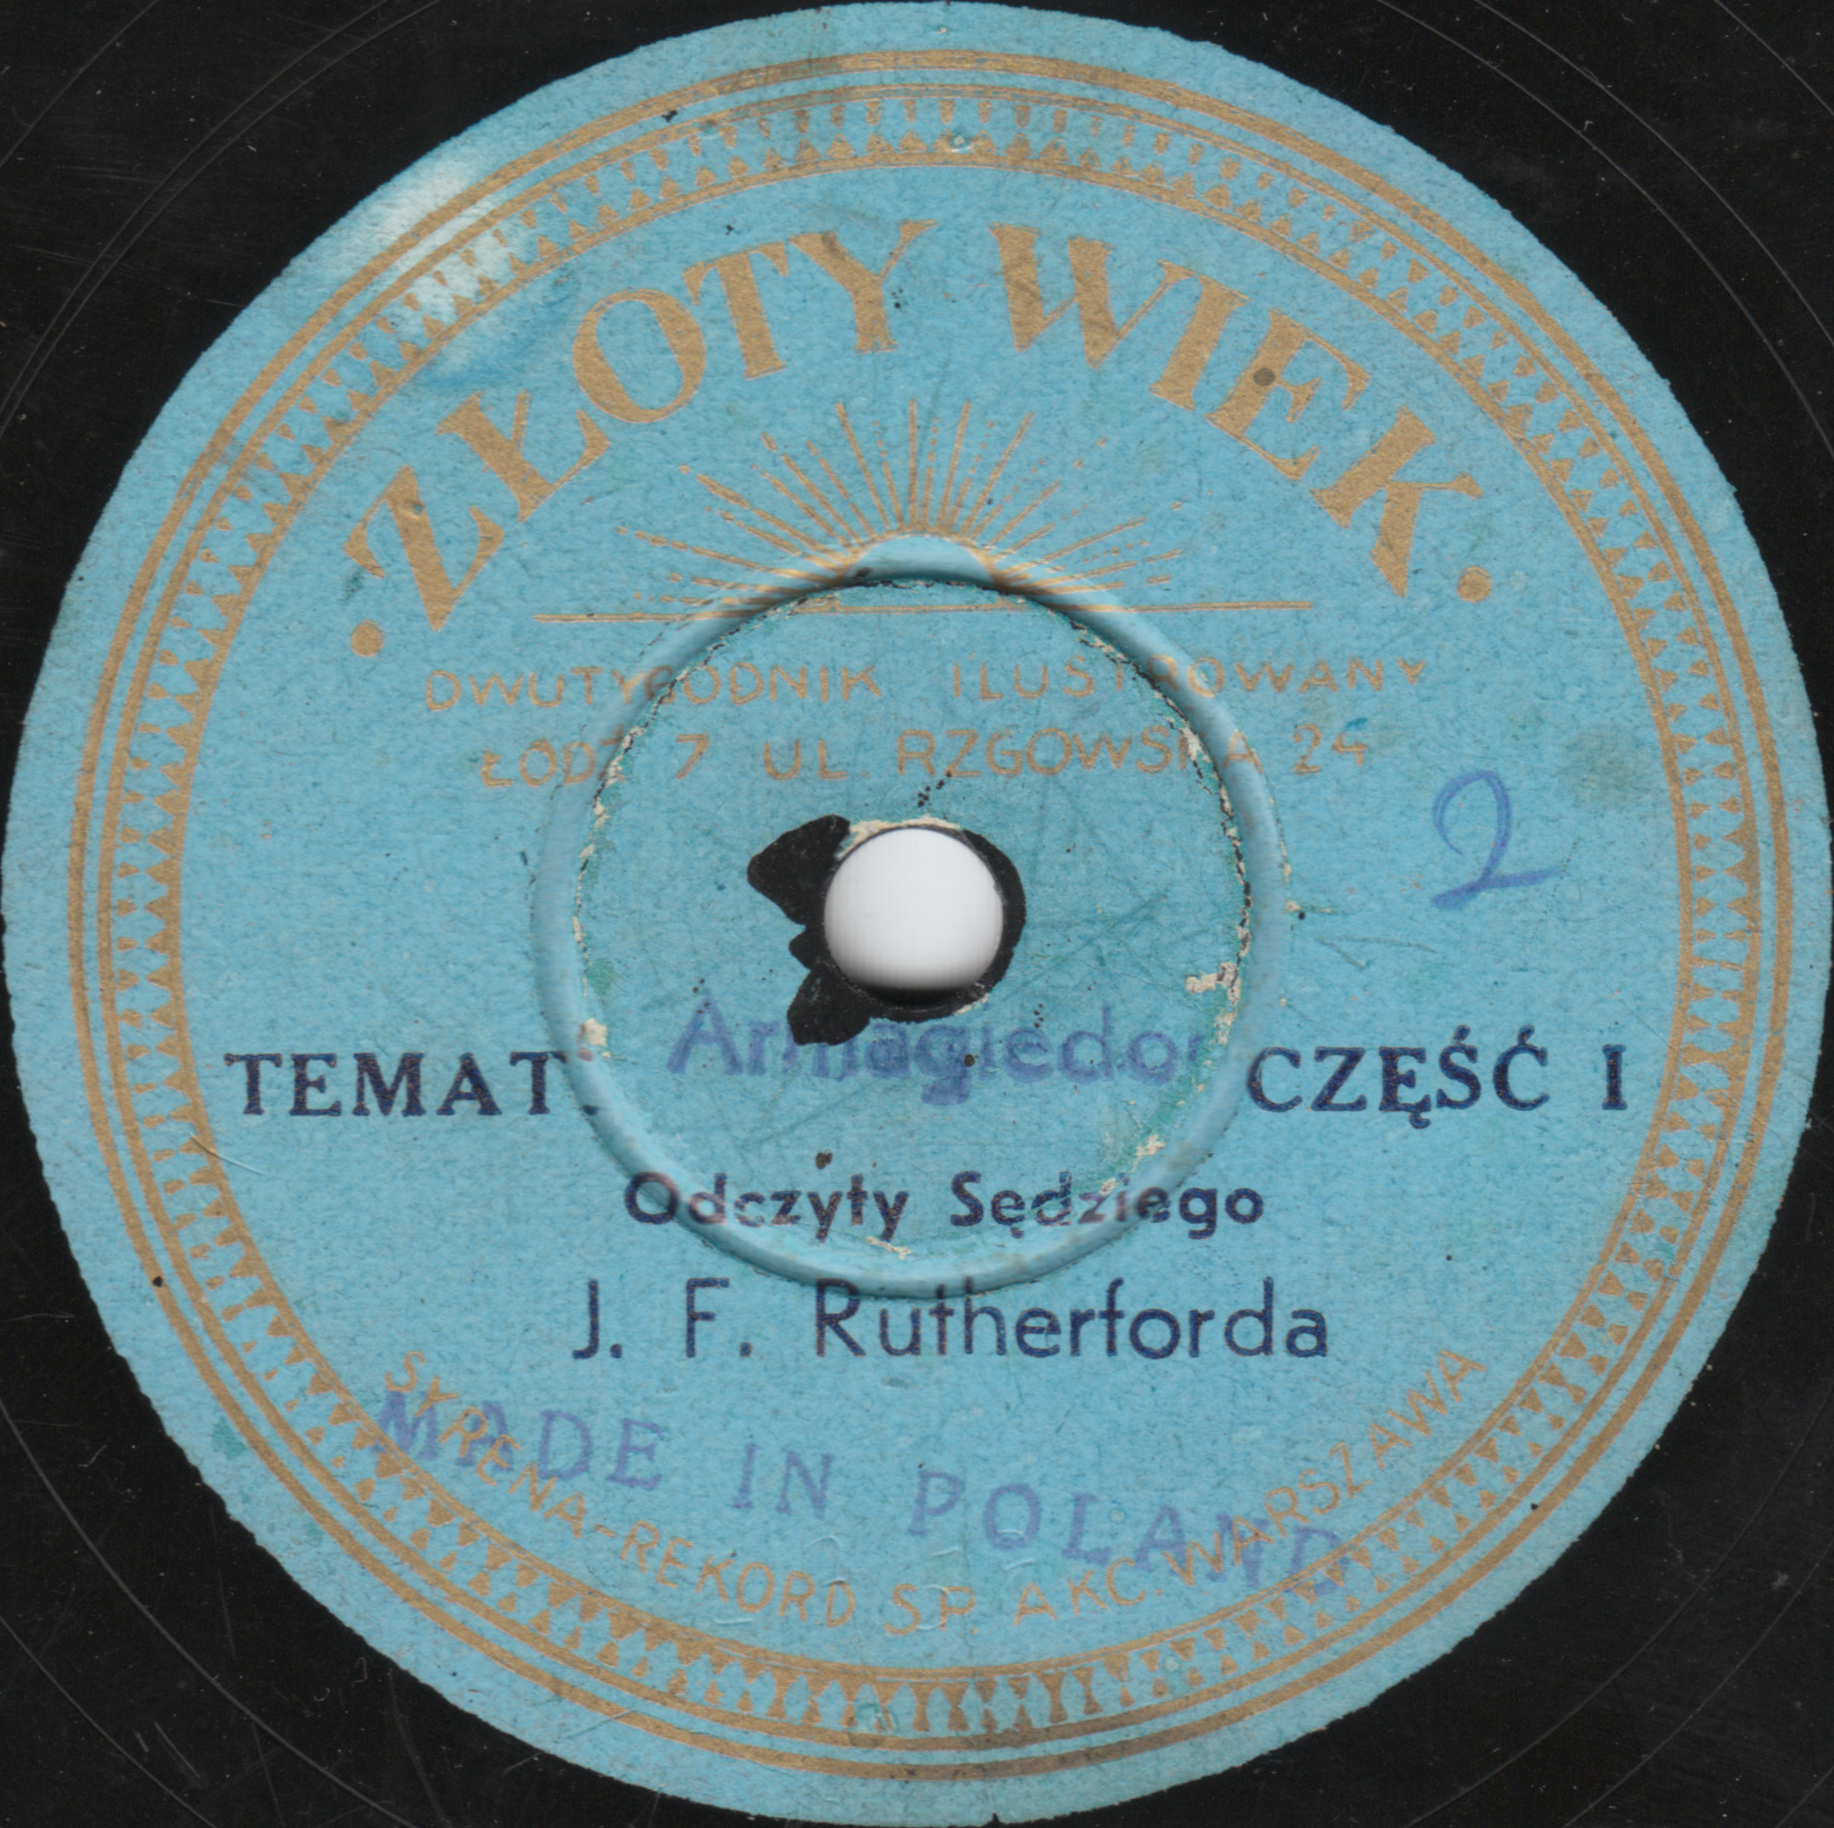 · ZŁOTY WIEK ·
DWUTYGODNIK ILUSTROWANY
ŁÓDŹ 7 UL. RZGOWSKA 24
2
TEMAT: Armagiedon CZĘŚĆ I
Odczyty Sędziego
J. F. Rutherforda
MADE IN POLAND
SYRENA-REKORD SP. AKC. WARSZAWA